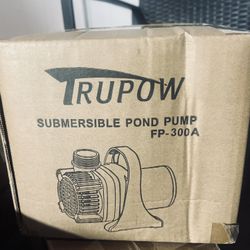 TRUPOW
SUBMERSIBLE POND PUMP
FP-300A